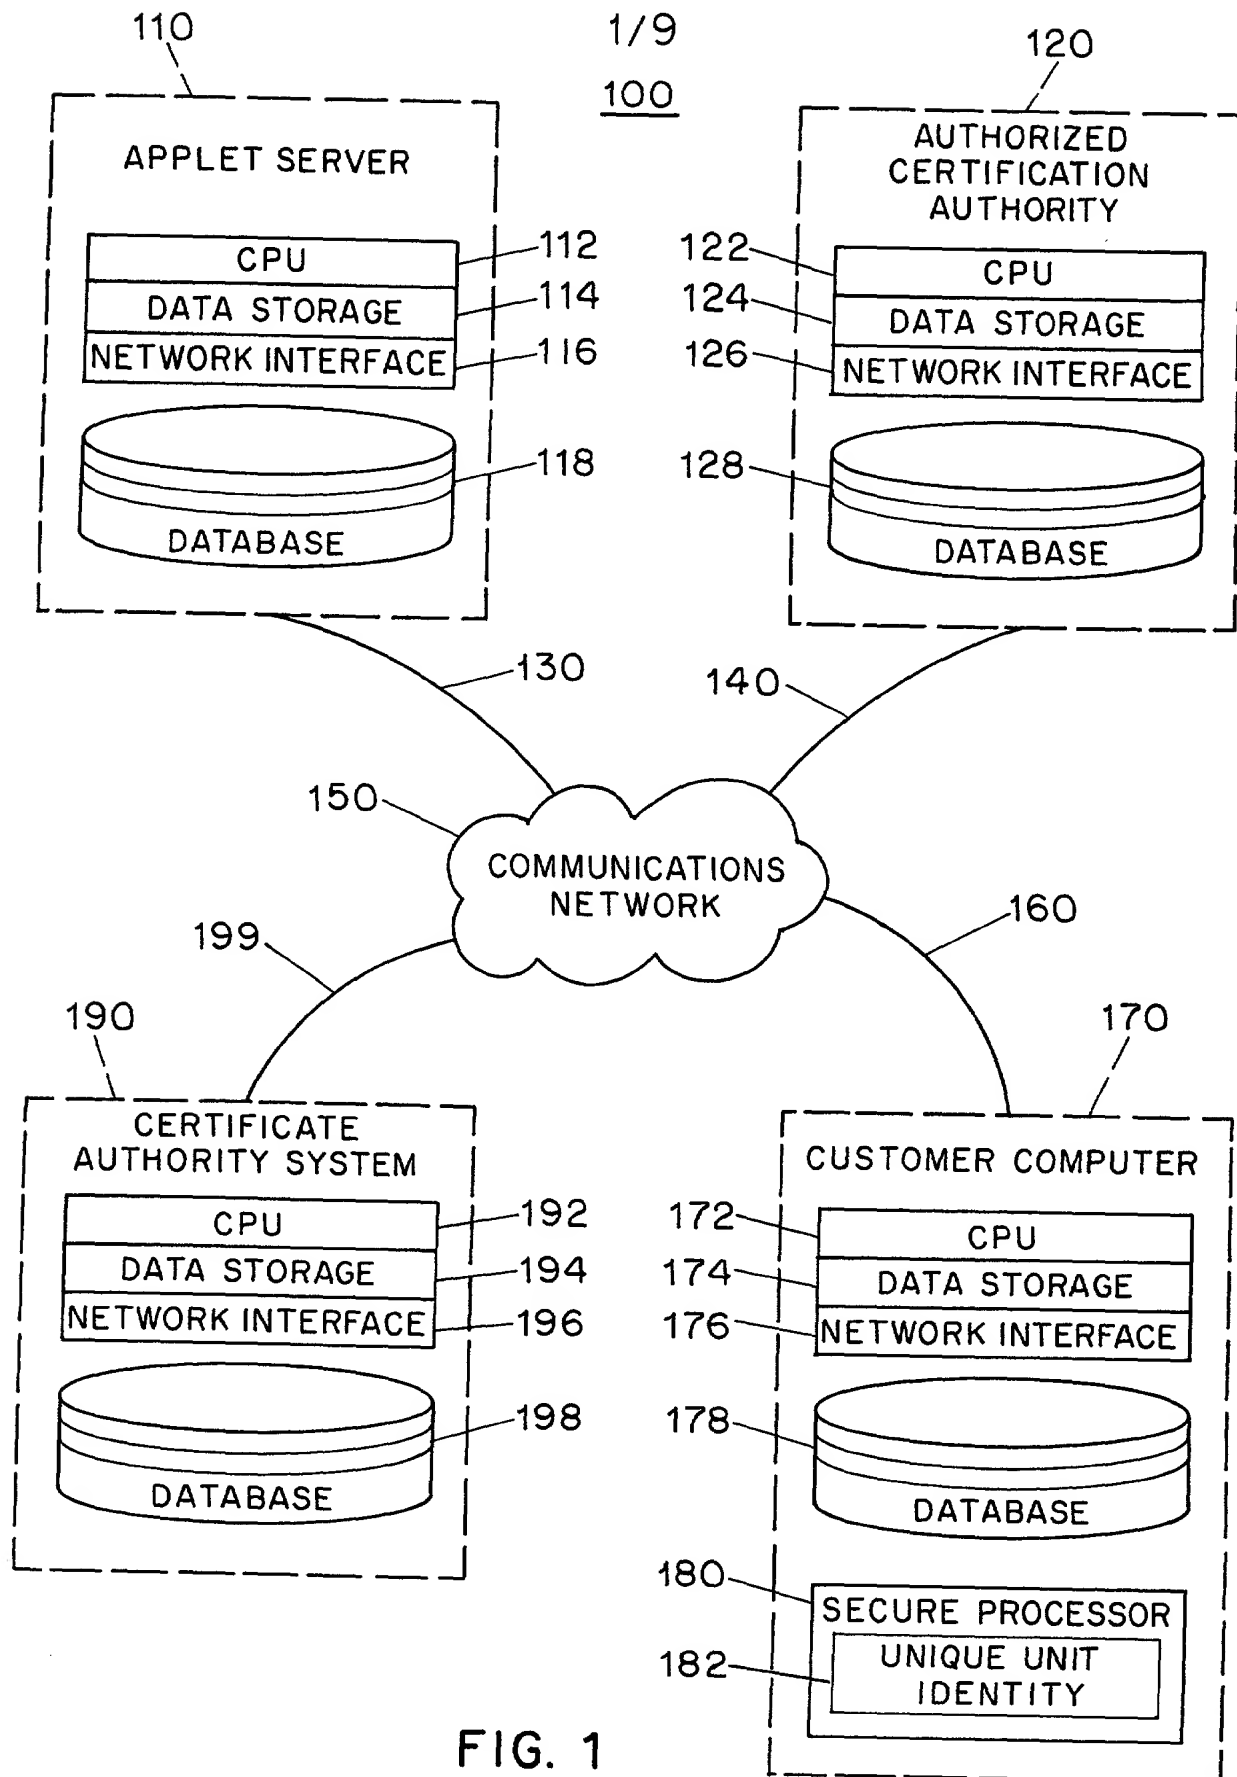 1/9
100
110
APPLET SERVER
CPU
112
DATA STORAGE
114
NETWORK INTERFACE
116
118
DATABASE
120
AUTHORIZED
CERTIFICATION
AUTHORITY
122
CPU
124
DATA STORAGE
126
NETWORK INTERFACE
128
DATABASE
130
140
150
COMMUNICATIONS
NETWORK
199
160
190
CERTIFICATE
AUTHORITY SYSTEM
CPU
192
DATA STORAGE
194
NETWORK INTERFACE
196
198
DATABASE
170
CUSTOMER COMPUTER
172
CPU
174
DATA STORAGE
176
NETWORK INTERFACE
178
DATABASE
180
SECURE PROCESSOR
182
UNIQUE UNIT
IDENTITY
FIG. 1